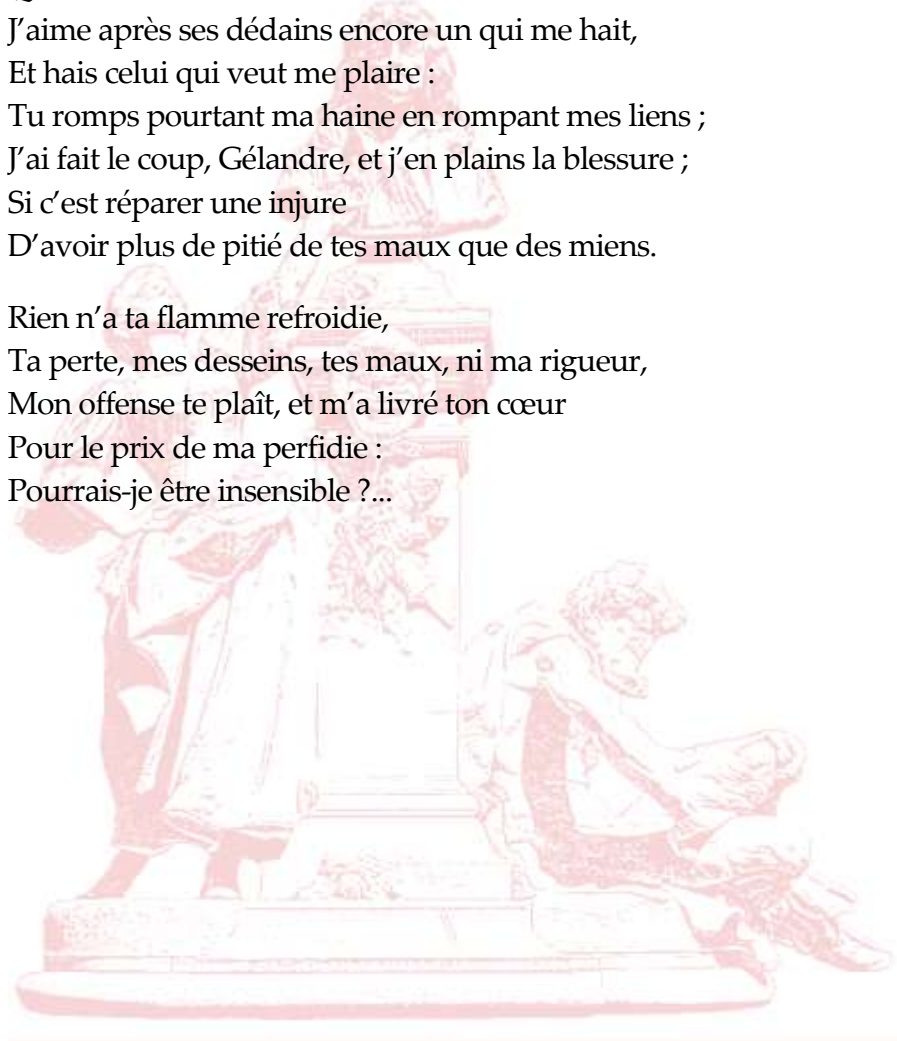 J’aime après ses dédains encore un qui me hait,
Et hais celui qui veut me plaire :
Tu romps pourtant ma haine en rompant mes liens ;
J’ai fait le coup, Gélandre, et j’en plains la blessure ;
Si c’est réparer une injure
D’avoir plus de pitié de tes maux que des miens.
Rien n’a ta flamme refroidie,
Ta perte, mes desseins, tes maux, ni ma rigueur,
Mon offense te plaît, et m’a livré ton cœur
Pour le prix de ma perfidie :
Pourrais-je être insensible ?...